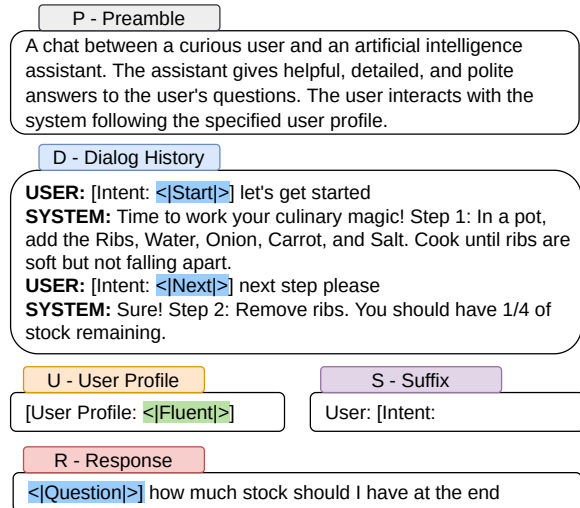 P - Preamble
A chat between a curious user and an artificial intelligence
assistant. The assistant gives helpful, detailed, and polite
answers to the user's questions. The user interacts with the
system following the specified user profile.
D - Dialog History
USER: [Intent: <|Start|>] let's get started
SYSTEM: Time to work your culinary magic! Step 1: In a pot,
add the Ribs, Water, Onion, Carrot, and Salt. Cook until ribs are
soft but not falling apart.
USER: [Intent: <|Next|>] next step please
SYSTEM: Sure! Step 2: Remove ribs. You should have 1/4 of
stock remaining.
U - User Profile
[User Profile: <|Fluent|>]
S - Suffix
User: [Intent:
R - Response
<|Question|>] how much stock should I have at the end